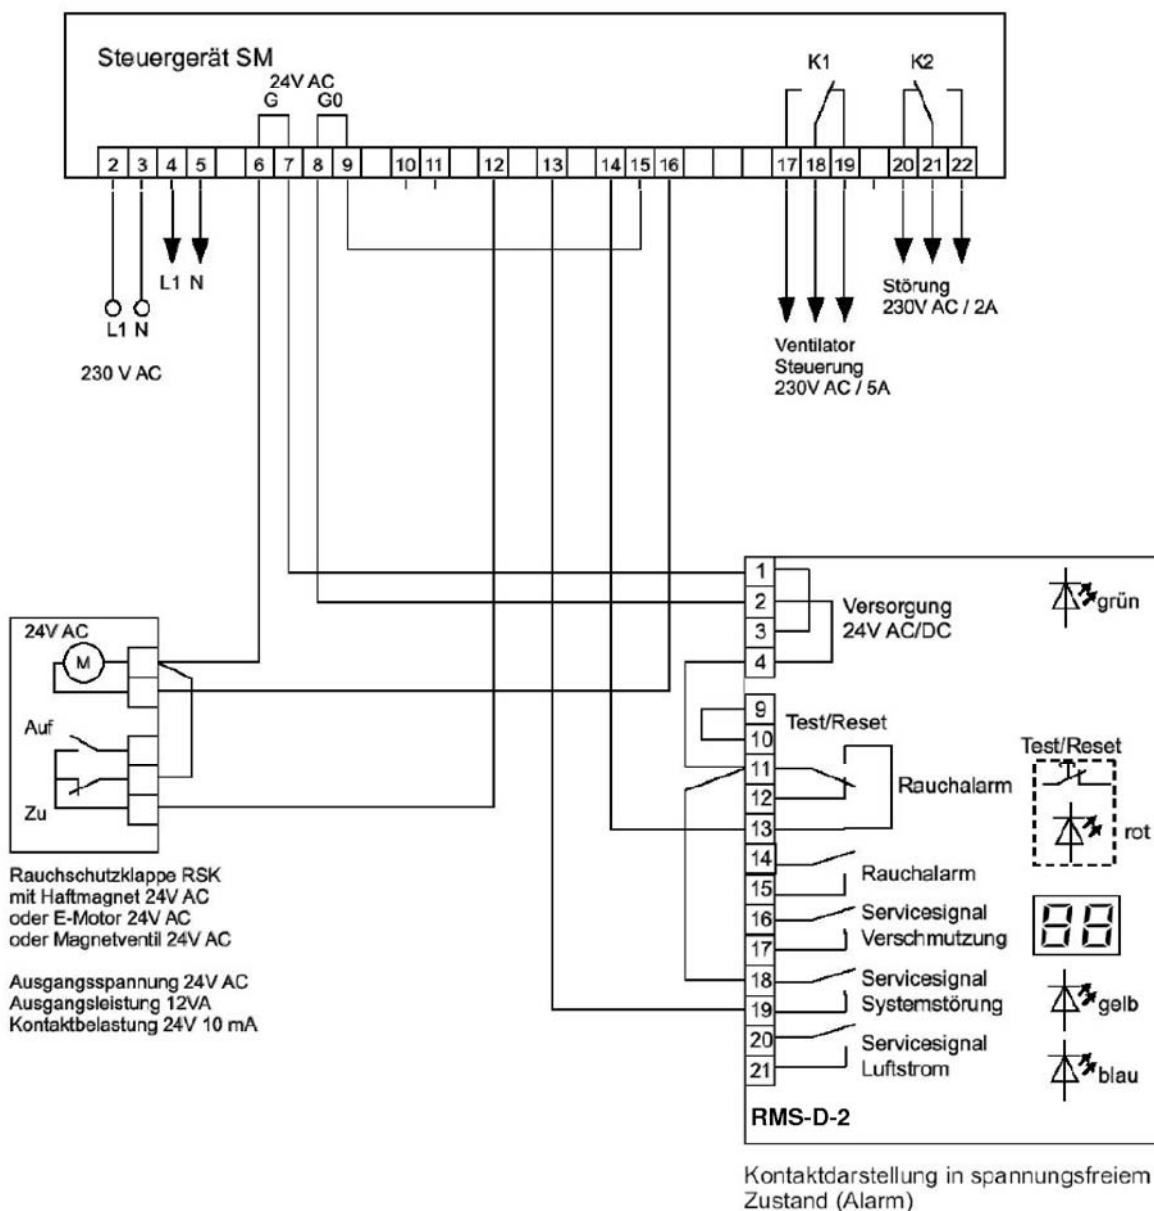 Steuergerät SM
24V AC
G G0
K1 K2
2 3 4 5 6 7 8 9 10 11 12 13 14 15 16 17 18 19 20 21 22
L1 N
L1 N
230 V AC
Störung
230V AC / 2A
Ventilator
Steuerung
230V AC / 5A
24V AC
M
Auf
Zu
Rauchschutzklappe RSK
mit Haftmagnet 24V AC
oder E-Motor 24V AC
oder Magnetventil 24V AC
Ausgangsspannung 24V AC
Ausgangsleistung 12VA
Kontaktbelastung 24V 10 mA
1
2
3
4
Versorgung
24V AC/DC
grün
9
10
Test/Reset
11
12
13
Rauchalarm
Test/Reset
rot
14
15
Rauchalarm
16
17
Servicesignal
Verschmutzung
88
18
19
Servicesignal
Systemstörung
gelb
20
21
Servicesignal
Luftstrom
blau
RMS-D-2
Kontaktdarstellung in spannungsfreiem
Zustand (Alarm)